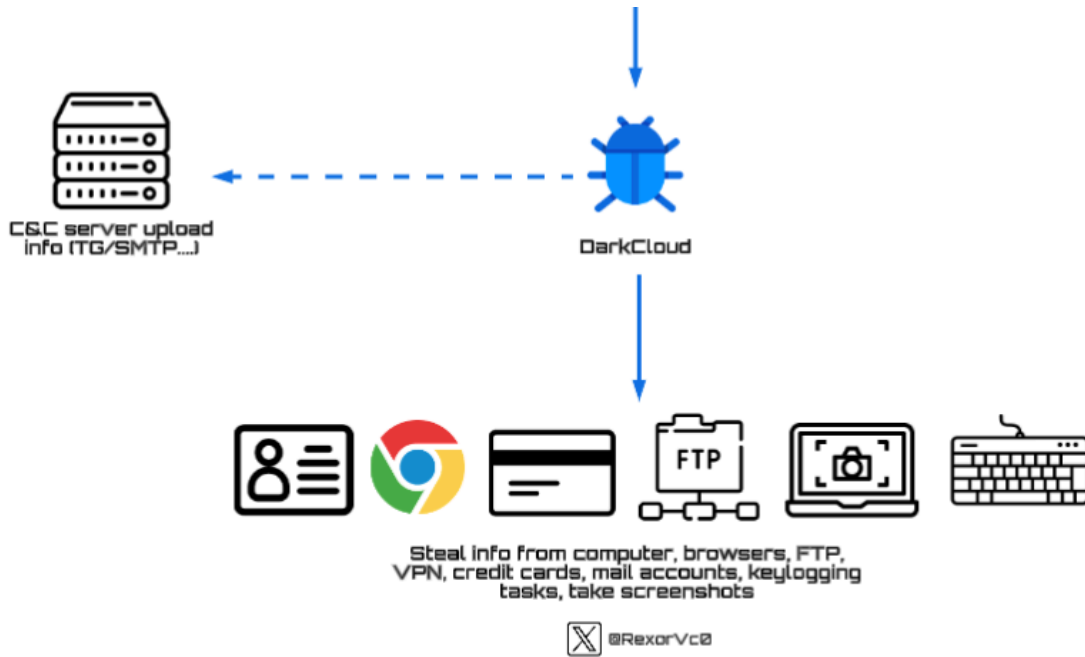 C&C server upload
info (TG/SMTP....)
DarkCloud
FTP
Steal info from computer, browsers, FTP,
VPN, credit cards, mail accounts, keylogging
tasks, take screenshots
@RexorVc0